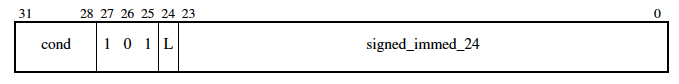 31 28 27 26 25 24 23 0
cond 1 0 1 L signed_immed_24